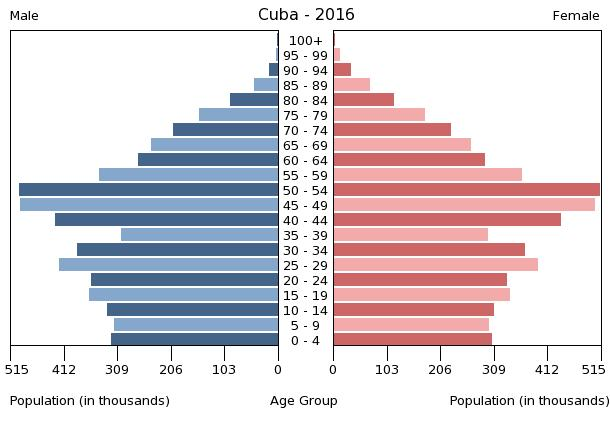 Male
Cuba - 2016
Female
100+
95 - 99
90 - 94
85 - 89
80 - 84
75 - 79
70 - 74
65 - 69
60 - 64
55 - 59
50 - 54
45 - 49
40 - 44
35 - 39
30 - 34
25 - 29
20 - 24
15 - 19
10 - 14
5 - 9
0 - 4
515 412 309 206 103 0 0 103 206 309 412 515
Population (in thousands) Age Group Population (in thousands)